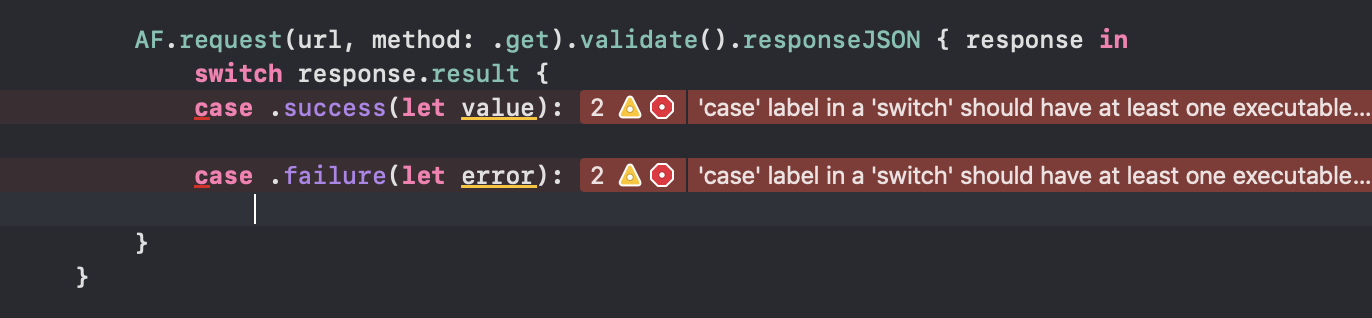 AF.request(url, method: .get).validate().responseJSON { response in
switch response.result {
case .success(let value): 2 'case' label in a 'switch' should have at least one executable...
case .failure(let error): 2 'case' label in a 'switch' should have at least one executable...
}
}